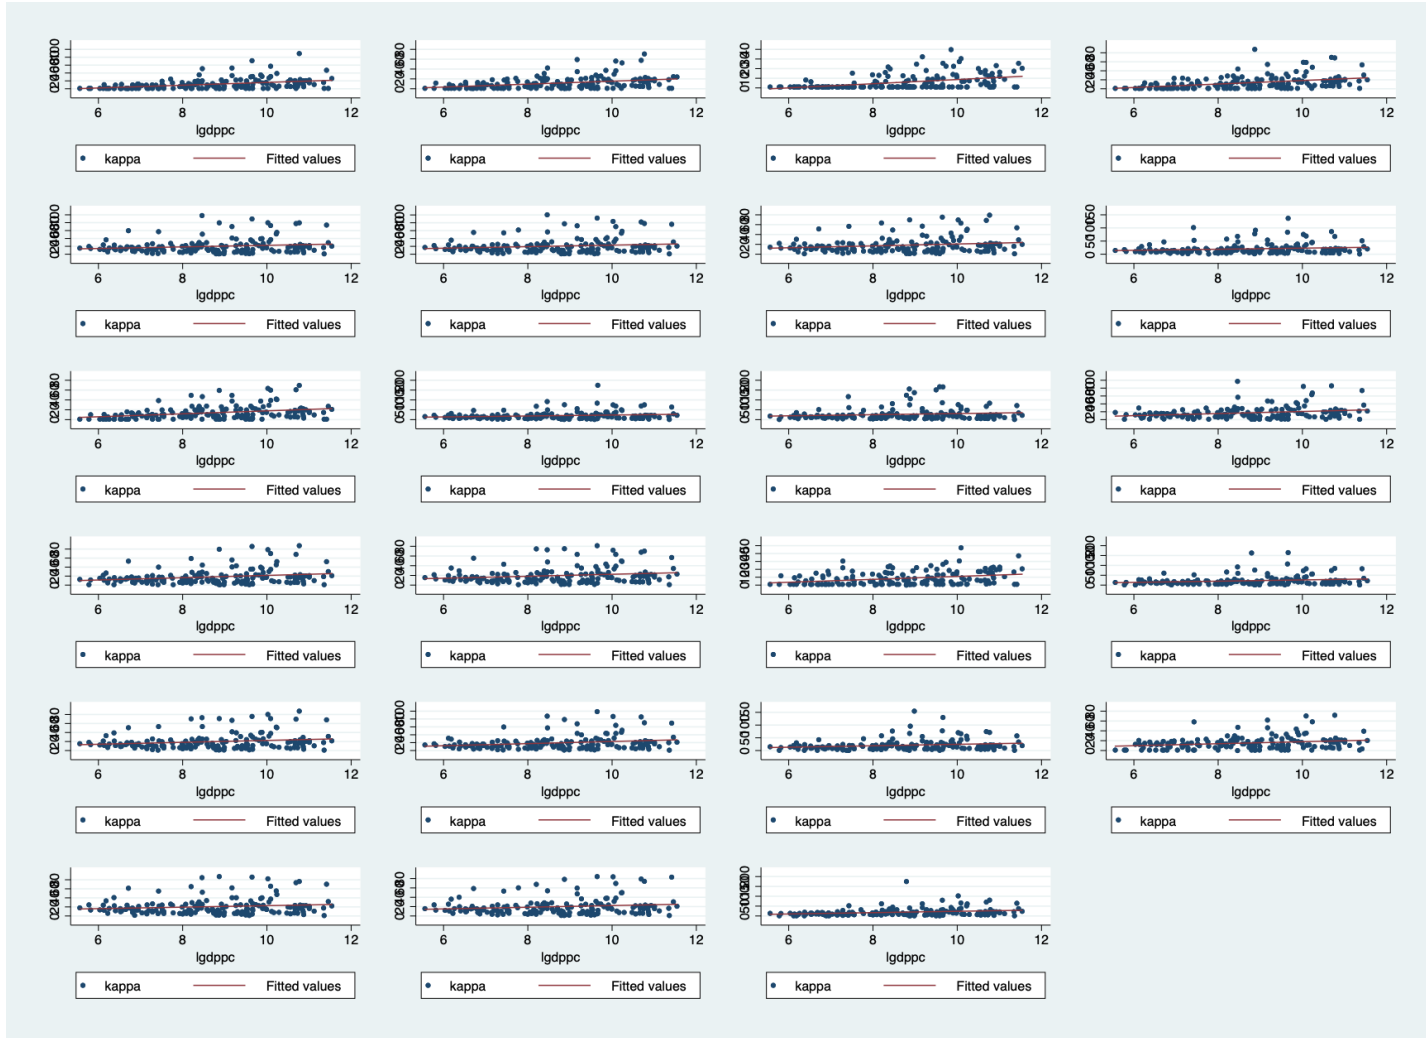 6 8 10 12 6 8 10 12 6 8 10 12 6 8 10 12
lgdppc lgdppc lgdppc lgdppc
kappa Fitted values kappa Fitted values kappa Fitted values kappa Fitted values
6 8 10 12 6 8 10 12 6 8 10 12 6 8 10 12
lgdppc lgdppc lgdppc lgdppc
kappa Fitted values kappa Fitted values kappa Fitted values kappa Fitted values
6 8 10 12 6 8 10 12 6 8 10 12 6 8 10 12
lgdppc lgdppc lgdppc lgdppc
kappa Fitted values kappa Fitted values kappa Fitted values kappa Fitted values
6 8 10 12 6 8 10 12 6 8 10 12 6 8 10 12
lgdppc lgdppc lgdppc lgdppc
kappa Fitted values kappa Fitted values kappa Fitted values kappa Fitted values
6 8 10 12 6 8 10 12 6 8 10 12 6 8 10 12
lgdppc lgdppc lgdppc lgdppc
kappa Fitted values kappa Fitted values kappa Fitted values kappa Fitted values
6 8 10 12 6 8 10 12 6 8 10 12
lgdppc lgdppc lgdppc
kappa Fitted values kappa Fitted values kappa Fitted values